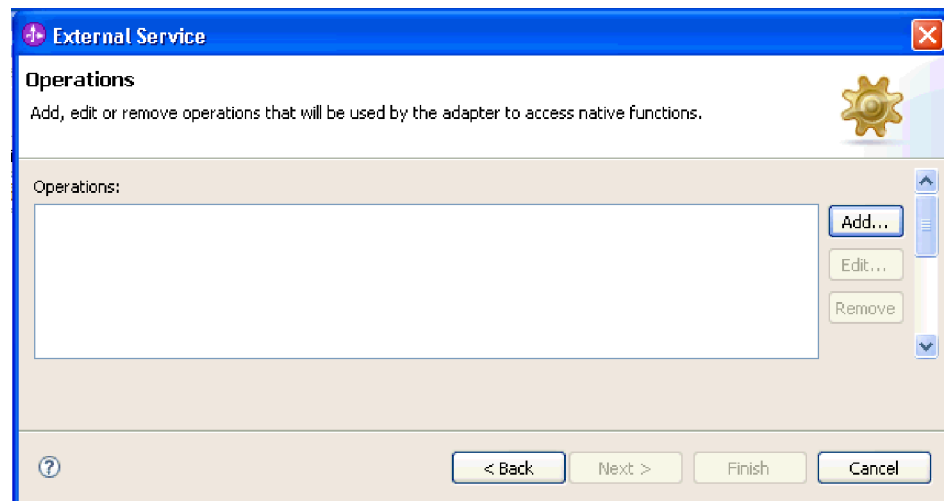 External Service
Operations
Add, edit or remove operations that will be used by the adapter to access native functions.
Operations:
Add...
Edit...
Remove
?
< Back
Next >
Finish
Cancel